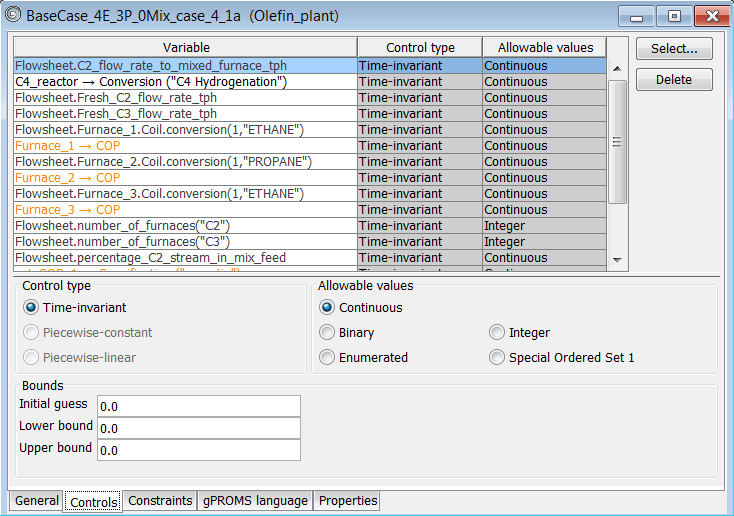 BaseCase_4E_3P_0Mix_case_4_1a (Olefin_plant)
Variable Control type Allowable values Select...
Flowsheet.C2_flow_rate_to_mixed_furnace_tph Time-invariant Continuous
C4_reactor → Conversion ("C4 Hydrogenation") Time-invariant Continuous Delete
Flowsheet.Fresh_C2_flow_rate_tph Time-invariant Continuous
Flowsheet.Fresh_C3_flow_rate_tph Time-invariant Continuous
Flowsheet.Furnace_1.Coil.conversion(1,"ETHANE") Time-invariant Continuous
Furnace_1 → COP Time-invariant Continuous
Flowsheet.Furnace_2.Coil.conversion(1,"PROPANE") Time-invariant Continuous
Furnace_2 → COP Time-invariant Continuous
Flowsheet.Furnace_3.Coil.conversion(1,"ETHANE") Time-invariant Continuous
Furnace_3 → COP Time-invariant Continuous
Flowsheet.number_of_furnaces("C2") Time-invariant Integer
Flowsheet.number_of_furnaces("C3") Time-invariant Integer
Flowsheet.percentage_C2_stream_in_mix_feed Time-invariant Continuous
Control type Allowable values
Time-invariant Continuous
Piecewise-constant Binary Integer
Piecewise-linear Enumerated Special Ordered Set 1
Bounds
Initial guess 0.0
Lower bound 0.0
Upper bound 0.0
General Controls Constraints gPROMS language Properties